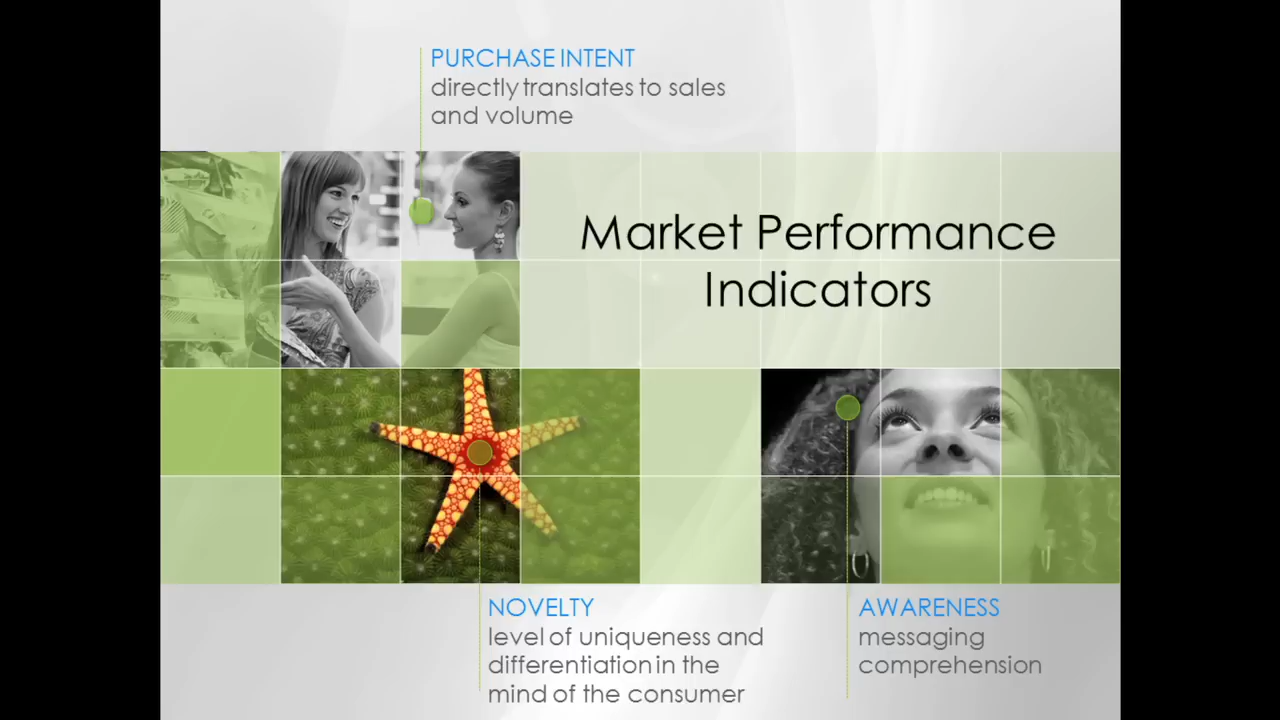 PURCHASE INTENT
directly translates to sales
and volume
Market Performance
Indicators
NOVELTY
level of uniqueness and
differentiation in the
mind of the consumer
AWARENESS
messaging
comprehension